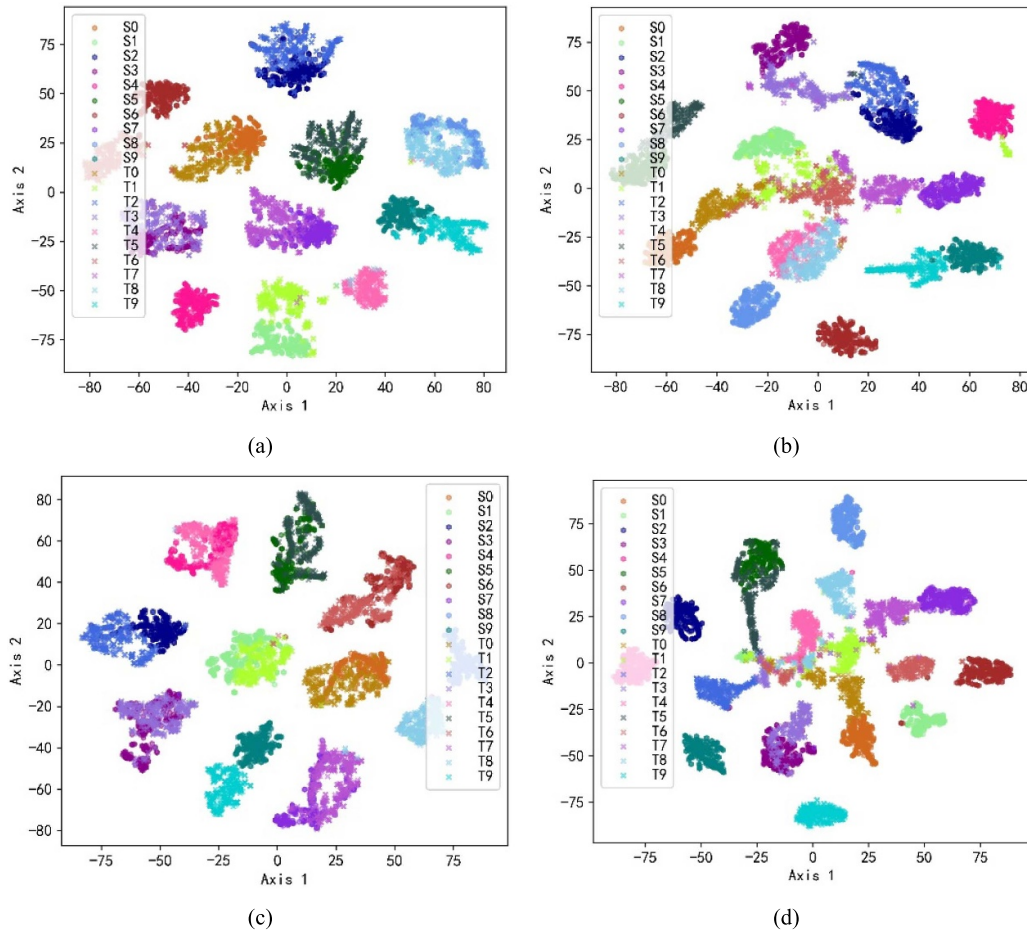 S0
S1
S2
S3
S4
S5
S6
S7
S8
S9
T0
T1
T2
T3
T4
T5
T6
T7
T8
T9
75
50
25
0
−25
−50
−75
Axis 2
−80 −60 −40 −20 0 20 40 60 80
Axis 1
(a)
S0
S1
S2
S3
S4
S5
S6
S7
S8
S9
T0
T1
T2
T3
T4
T5
T6
T7
T8
T9
75
50
25
0
−25
−50
−75
Axis 2
−80 −60 −40 −20 0 20 40 60 80
Axis 1
(b)
S0
S1
S2
S3
S4
S5
S6
S7
S8
S9
T0
T1
T2
T3
T4
T5
T6
T7
T8
T9
80
60
40
20
0
−20
−40
−60
−80
Axis 2
−75 −50 −25 0 25 50 75
Axis 1
(c)
S0
S1
S2
S3
S4
S5
S6
S7
S8
S9
T0
T1
T2
T3
T4
T5
T6
T7
T8
T9
75
50
25
0
−25
−50
−75
Axis 2
−75 −50 −25 0 25 50 75
Axis 1
(d)